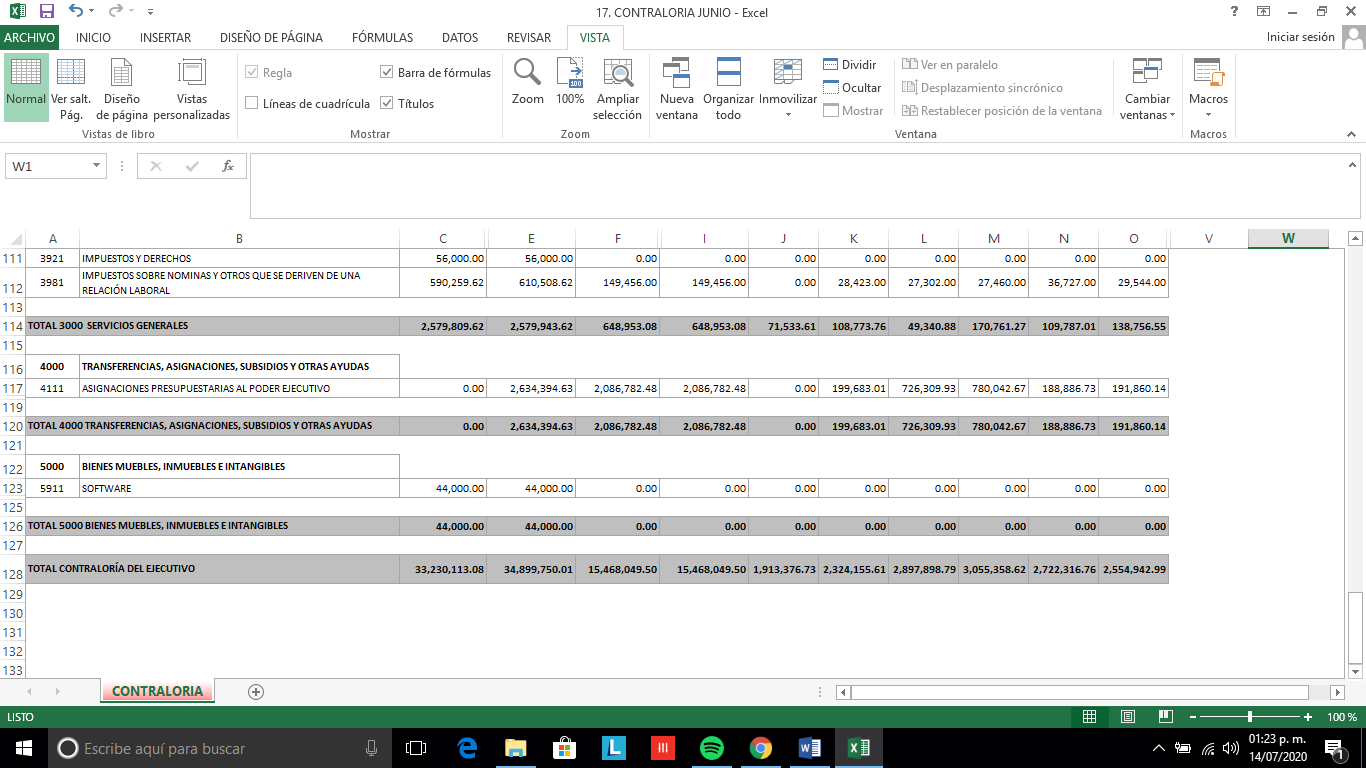 17. CONTRALORIA JUNIO - Excel
?
Iniciar sesión
ARCHIVO INICIO INSERTAR DISEÑO DE PÁGINA FÓRMULAS DATOS REVISAR VISTA
Normal
Ver salt. Pág.
Diseño de página
Vistas personalizadas
Vistas de libro
Regla
Barra de fórmulas
Líneas de cuadrícula
Títulos
Mostrar
Zoom
100%
Ampliar selección
Zoom
Nueva ventana
Organizar todo
Inmovilizar
Dividir
Ocultar
Mostrar
Ver en paralelo
Desplazamiento sincrónico
Restablecer posición de la ventana
Cambiar ventanas
Ventana
Macros
Macros
W1
fx
A B C E F I J K L M N O V W
111 3921 IMPUESTOS Y DERECHOS 56,000.00 56,000.00 0.00 0.00 0.00 0.00 0.00 0.00 0.00 0.00
112 3981 IMPUESTOS SOBRE NOMINAS Y OTROS QUE SE DERIVEN DE UNA RELACIÓN LABORAL 590,259.62 610,508.62 149,456.00 149,456.00 0.00 28,423.00 27,302.00 27,460.00 36,727.00 29,544.00
113
114 TOTAL 3000 SERVICIOS GENERALES 2,579,809.62 2,579,943.62 648,953.08 648,953.08 71,533.61 108,773.76 49,340.88 170,761.27 109,787.01 138,756.55
115
116 4000 TRANSFERENCIAS, ASIGNACIONES, SUBSIDIOS Y OTRAS AYUDAS
117 4111 ASIGNACIONES PRESUPUESTARIAS AL PODER EJECUTIVO 0.00 2,634,394.63 2,086,782.48 2,086,782.48 0.00 199,683.01 726,309.93 780,042.67 188,886.73 191,860.14
119
120 TOTAL 4000 TRANSFERENCIAS, ASIGNACIONES, SUBSIDIOS Y OTRAS AYUDAS 0.00 2,634,394.63 2,086,782.48 2,086,782.48 0.00 199,683.01 726,309.93 780,042.67 188,886.73 191,860.14
121
122 5000 BIENES MUEBLES, INMUEBLES E INTANGIBLES
123 5911 SOFTWARE 44,000.00 44,000.00 0.00 0.00 0.00 0.00 0.00 0.00 0.00 0.00
125
126 TOTAL 5000 BIENES MUEBLES, INMUEBLES E INTANGIBLES 44,000.00 44,000.00 0.00 0.00 0.00 0.00 0.00 0.00 0.00 0.00
127
128 TOTAL CONTRALORÍA DEL EJECUTIVO 33,230,113.08 34,899,750.01 15,468,049.50 15,468,049.50 1,913,376.73 2,324,155.61 2,897,898.79 3,055,358.62 2,722,316.76 2,554,942.99
129
130
131
132
133
CONTRALORIA
LISTO
100 %
Escribe aquí para buscar
01:23 p. m.
14/07/2020
1